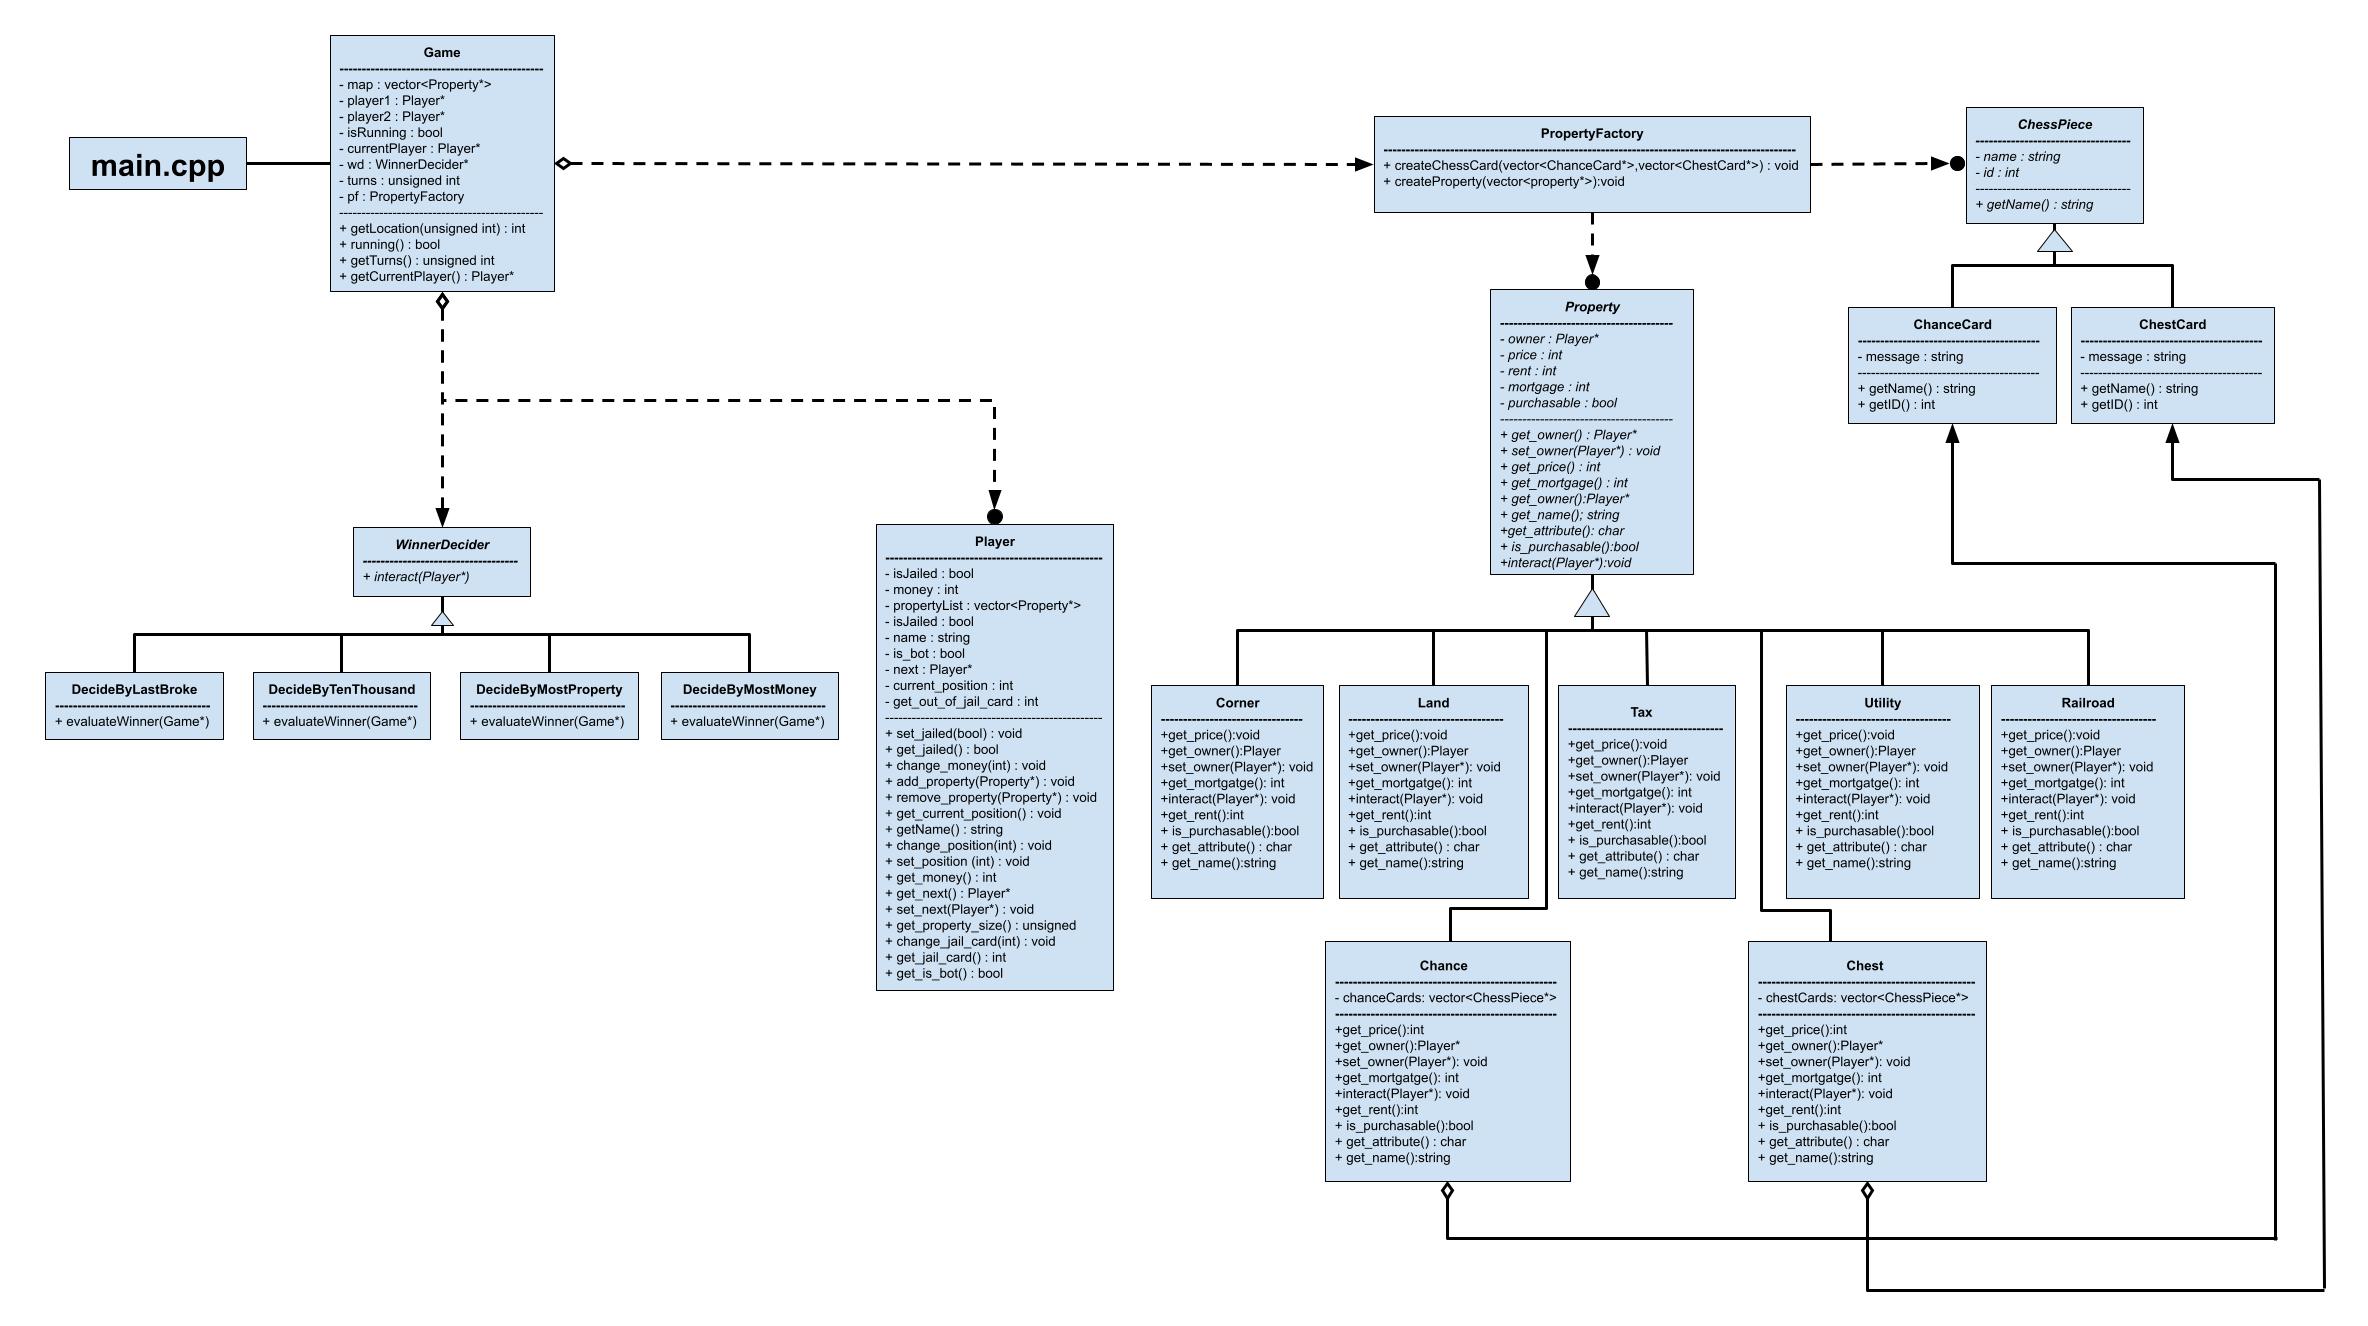 main.cpp
Game
- map : vector<Property*>
- player1 : Player*
- player2 : Player*
- isRunning : bool
- currentPlayer : Player*
- wd : WinnerDecider*
- turns : unsigned int
- pf : PropertyFactory
+ getLocation(unsigned int) : int
+ running() : bool
+ getTurns() : unsigned int
+ getCurrentPlayer() : Player*
PropertyFactory
+ createChessCard(vector<ChanceCard*>,vector<ChestCard*>) : void
+ createProperty(vector<property*>):void
ChessPiece
- name : string
- id : int
+ getName() : string
ChanceCard
- message : string
+ getName() : string
+ getID() : int
ChestCard
- message : string
+ getName() : string
+ getID() : int
Property
- owner : Player*
- price : int
- rent : int
- mortgage : int
- purchasable : bool
+ get_owner() : Player*
+ set_owner(Player*) : void
+ get_price() : int
+ get_mortgage() : int
+ get_owner():Player*
+ get_name(); string
+get_attribute(): char
+ is_purchasable():bool
+interact(Player*):void
WinnerDecider
+ interact(Player*)
DecideByLastBroke
+ evaluateWinner(Game*)
DecideByTenThousand
+ evaluateWinner(Game*)
DecideByMostProperty
+ evaluateWinner(Game*)
DecideByMostMoney
+ evaluateWinner(Game*)
Player
- isJailed : bool
- money : int
- propertyList : vector<Property*>
- isJailed : bool
- name : string
- is_bot : bool
- next : Player*
- current_position : int
- get_out_of_jail_card : int
+ set_jailed(bool) : void
+ get_jailed() : bool
+ change_money(int) : void
+ add_property(Property*) : void
+ remove_property(Property*) : void
+ get_current_position() : void
+ getName() : string
+ change_position(int) : void
+ set_position (int) : void
+ get_money() : int
+ get_next() : Player*
+ set_next(Player*) : void
+ get_property_size() : unsigned
+ change_jail_card(int) : void
+ get_jail_card() : int
+ get_is_bot() : bool
Corner
+get_price():void
+get_owner():Player
+set_owner(Player*): void
+get_mortgatge(): int
+interact(Player*): void
+get_rent():int
+ is_purchasable():bool
+ get_attribute() : char
+ get_name():string
Land
+get_price():void
+get_owner():Player
+set_owner(Player*): void
+get_mortgatge(): int
+interact(Player*): void
+get_rent():int
+ is_purchasable():bool
+ get_attribute() : char
+ get_name():string
Tax
+get_price():void
+get_owner():Player
+set_owner(Player*): void
+get_mortgatge(): int
+interact(Player*): void
+get_rent():int
+ is_purchasable():bool
+ get_attribute() : char
+ get_name():string
Utility
+get_price():void
+get_owner():Player
+set_owner(Player*): void
+get_mortgatge(): int
+interact(Player*): void
+get_rent():int
+ is_purchasable():bool
+ get_attribute() : char
+ get_name():string
Railroad
+get_price():void
+get_owner():Player
+set_owner(Player*): void
+get_mortgatge(): int
+interact(Player*): void
+get_rent():int
+ is_purchasable():bool
+ get_attribute() : char
+ get_name():string
Chance
- chanceCards: vector<ChessPiece*>
+get_price():int
+get_owner():Player*
+set_owner(Player*): void
+get_mortgatge(): int
+interact(Player*): void
+get_rent():int
+ is_purchasable():bool
+ get_attribute() : char
+ get_name():string
Chest
- chestCards: vector<ChessPiece*>
+get_price():int
+get_owner():Player*
+set_owner(Player*): void
+get_mortgatge(): int
+interact(Player*): void
+get_rent():int
+ is_purchasable():bool
+ get_attribute() : char
+ get_name():string